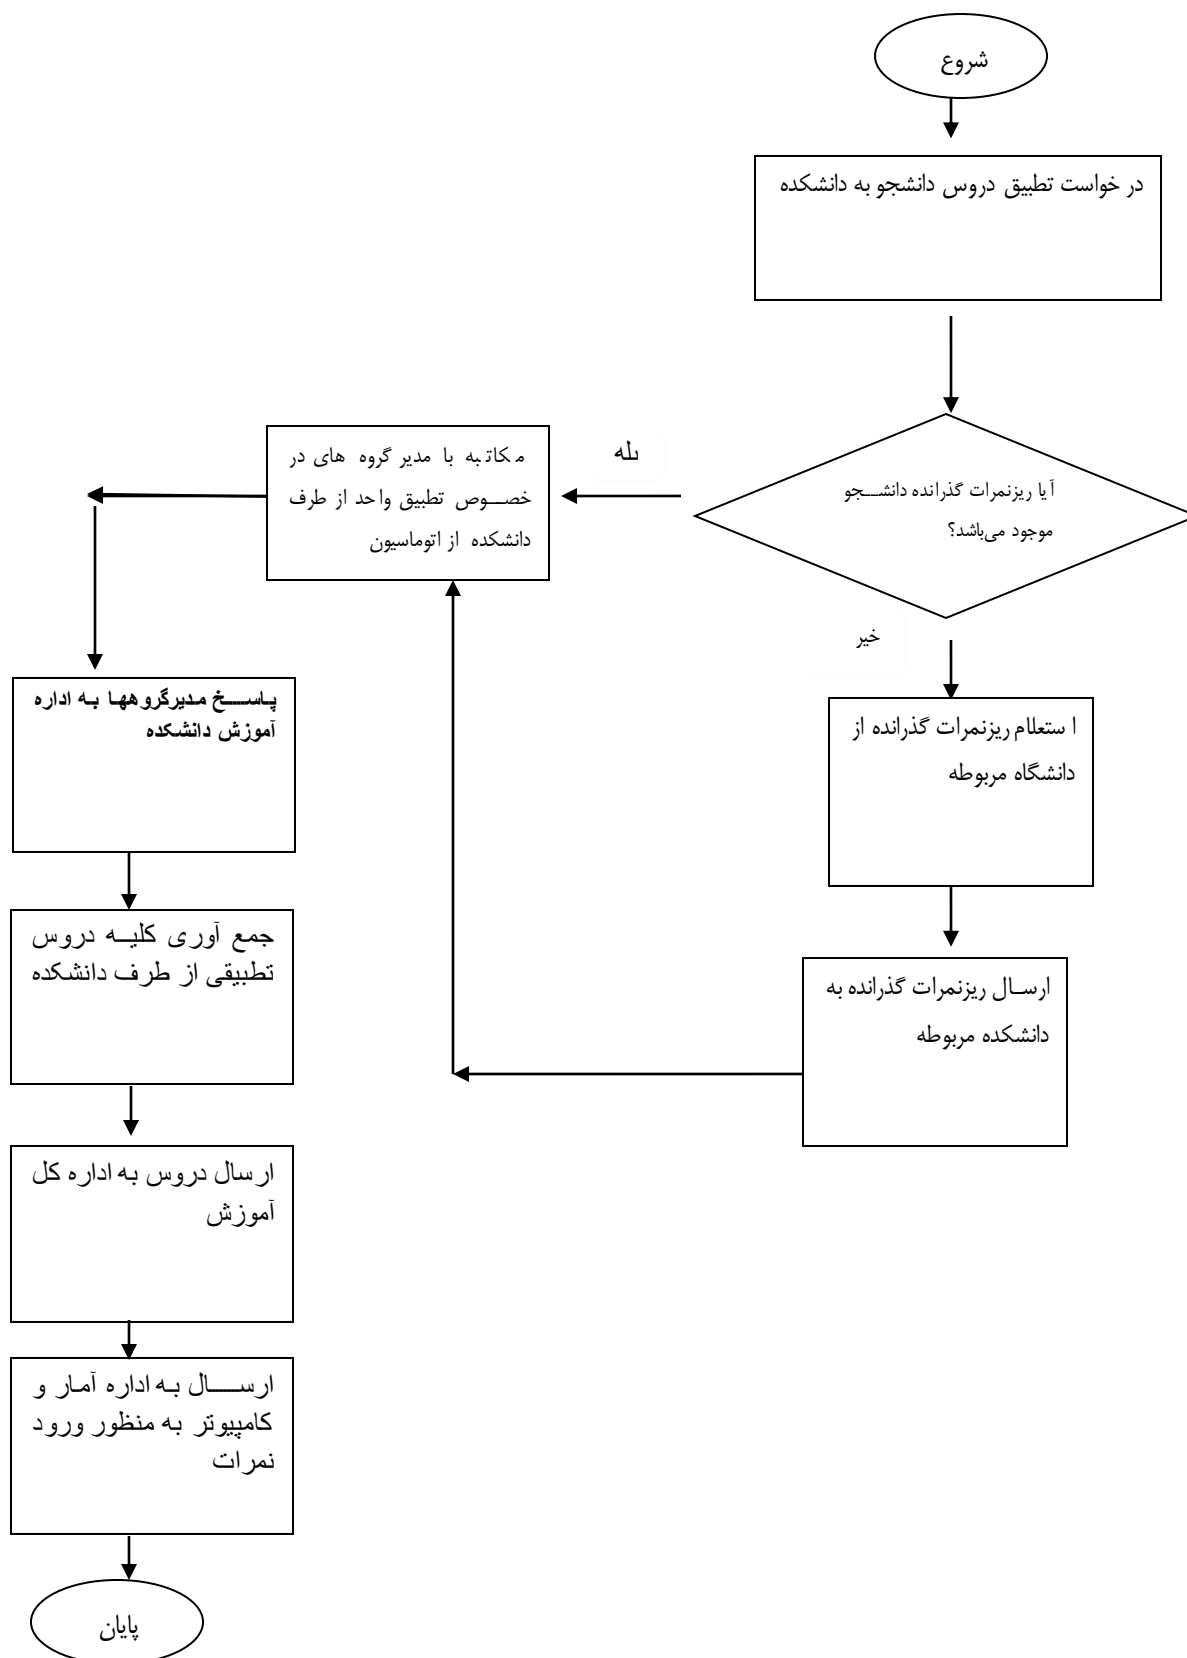 شروع
در خواست تطبیق دروس دانشجو به دانشکده
آیا ریزنمرات گذرانده دانشجو
موجود می‌باشد؟
بله
مکاتبه با مدیر گروه های در
خصوص تطبیق واحد از طرف
دانشکده از اتوماسیون
خیر
استعلام ریزنمرات گذرانده از
دانشگاه مربوطه
ارسال ریزنمرات گذرانده به
دانشکده مربوطه
پاسخ مدیرگروهها به اداره
آموزش دانشکده
جمع آوری کلیه دروس
تطبیقی از طرف دانشکده
ارسال دروس به اداره کل
آموزش
ارسال به اداره آمار و
کامپیوتر به منظور ورود
نمرات
پایان